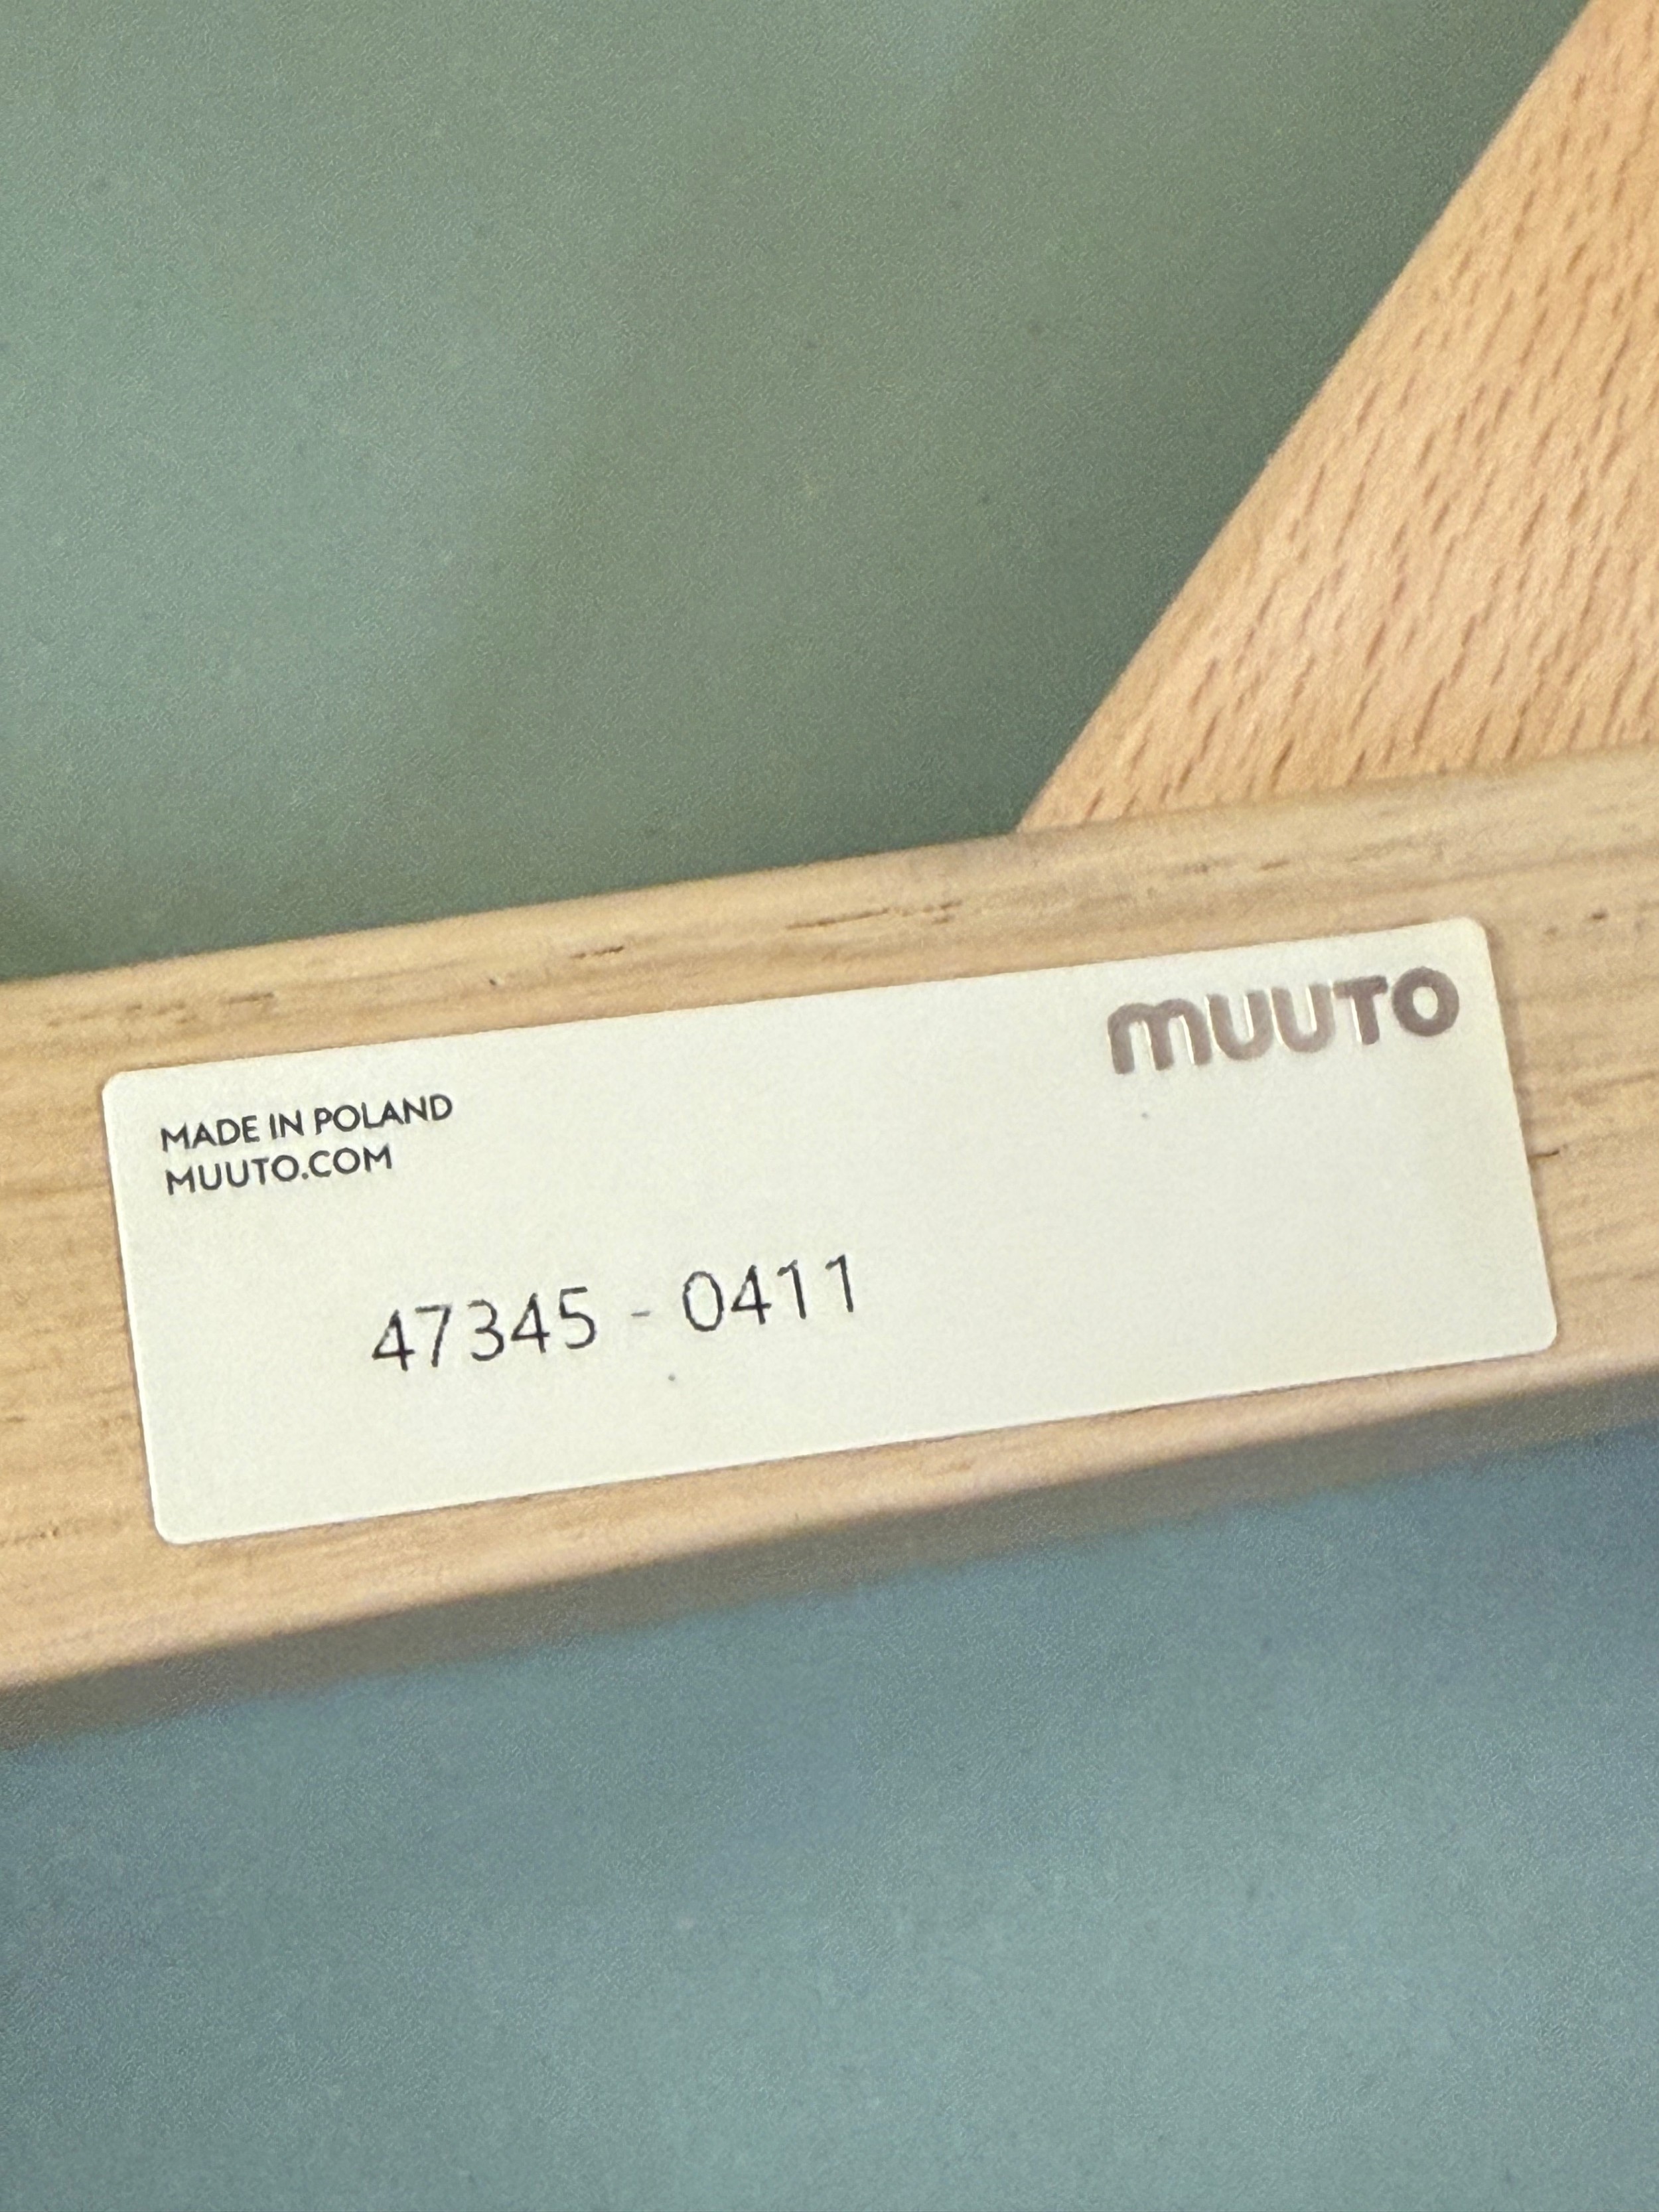 muuto
MADE IN POLAND
MUUTO.COM
47345 - 0411